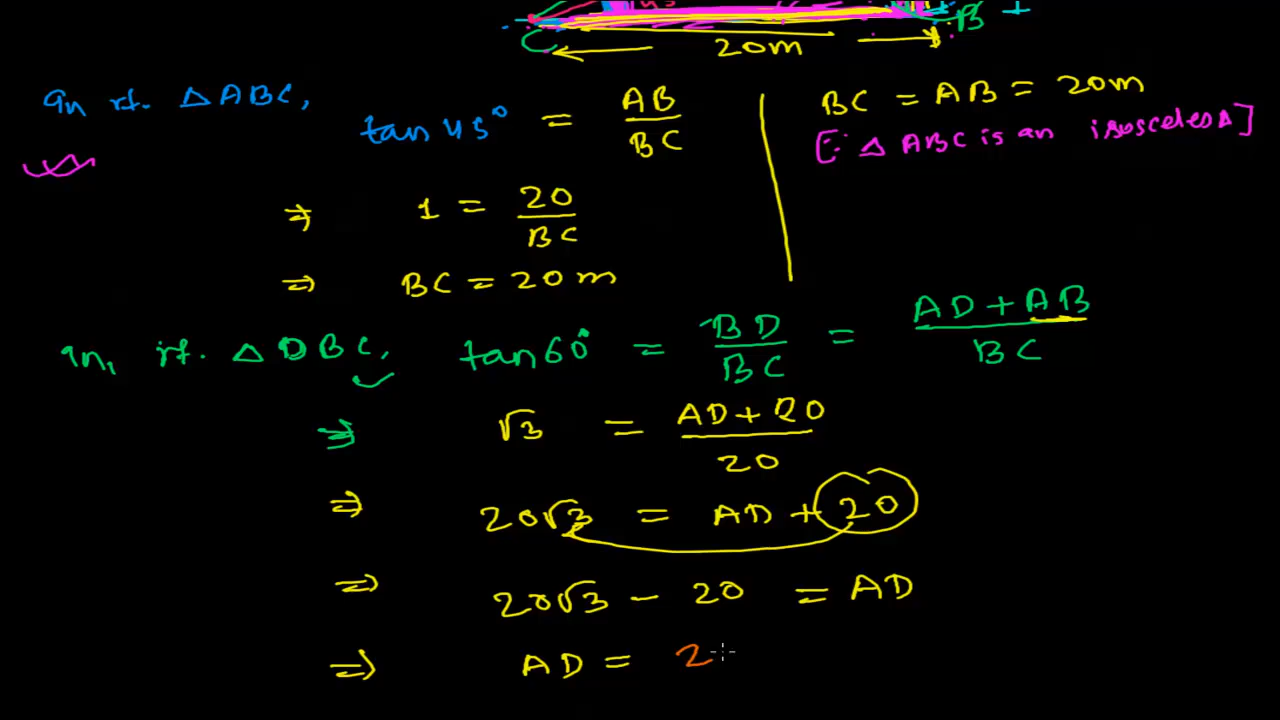 C 20m B
In rt. △ABC, tan 45° = AB/BC
BC = AB = 20m
[∵ △ ABC is an isosceles △]
⇒ 1 = 20/BC
⇒ BC = 20 m
In, rt. △DBC, tan60° = BD/BC = AD + AB/BC
⇒ √3 = AD + 20/20
⇒ 20√3 = AD + 20
⇒ 20√3 - 20 = AD
⇒ AD = 2